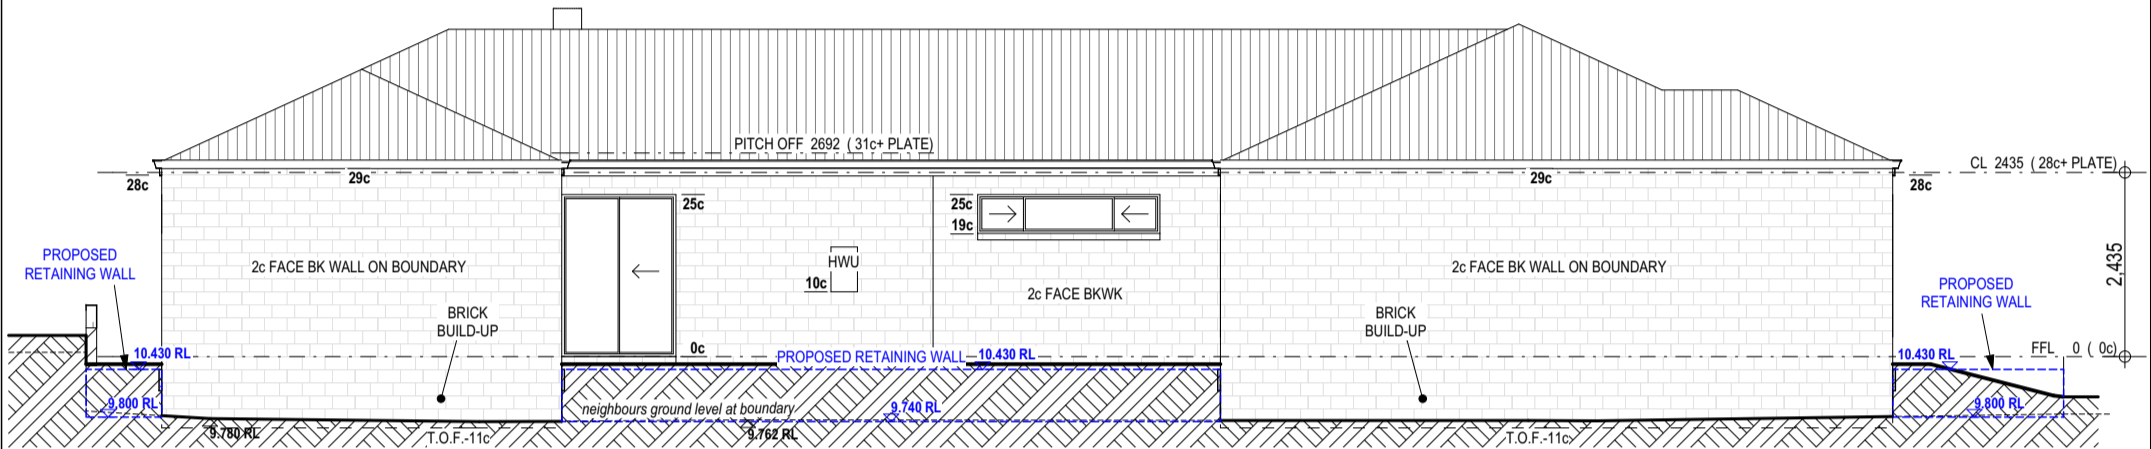 PITCH OFF 2692 ( 31c+ PLATE)
CL 2435 (28c+ PLATE)
28c
29c
25c
25c
19c
29c
28c
PROPOSED
RETAINING WALL
2c FACE BK WALL ON BOUNDARY
HWU
10c
2c FACE BKWK
2c FACE BK WALL ON BOUNDARY
PROPOSED
RETAINING WALL
2,435
BRICK
BUILD-UP
BRICK
BUILD-UP
10.430 RL
0c
PROPOSED RETAINING WALL
10.430 RL
10.430 RL
FFL 0 ( 0c)
9.800 RL
neighbours ground level at boundary
9.740 RL
9.800 RL
9.780 RL
T.O.F.-11c
9.762 RL
T.O.F.-11c